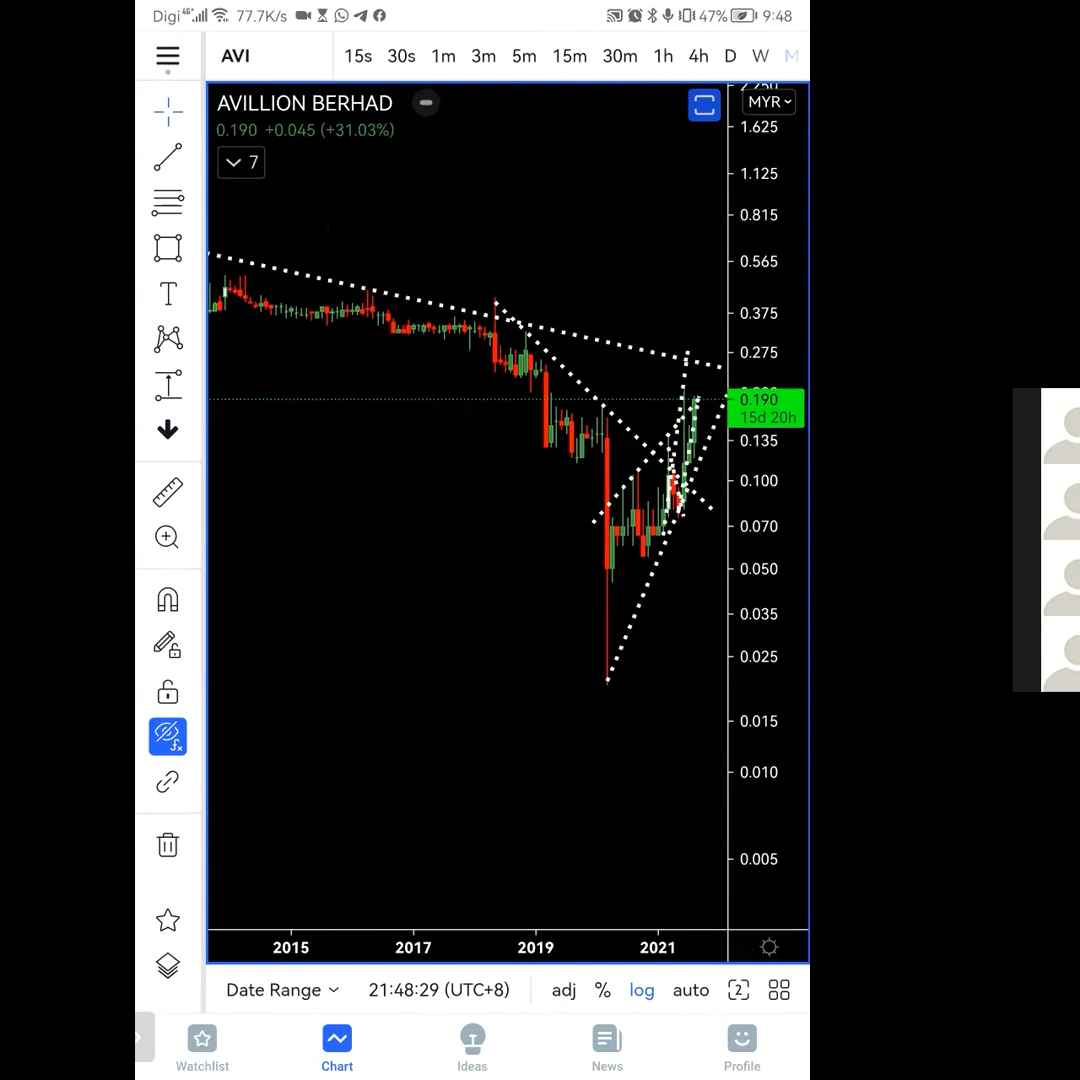 Digi 4G 77.7K/s 47% 9:48
AVI 15s 30s 1m 3m 5m 15m 30m 1h 4h D W M
AVILLION BERHAD
0.190 +0.045 (+31.03%)
7
MYR
2.250
1.625
1.125
0.815
0.565
0.375
0.275
0.190
15d 20h
0.135
0.100
0.070
0.050
0.035
0.025
0.015
0.010
0.005
2015 2017 2019 2021
Date Range 21:48:29 (UTC+8) adj % log auto 2
Watchlist Chart Ideas News Profile